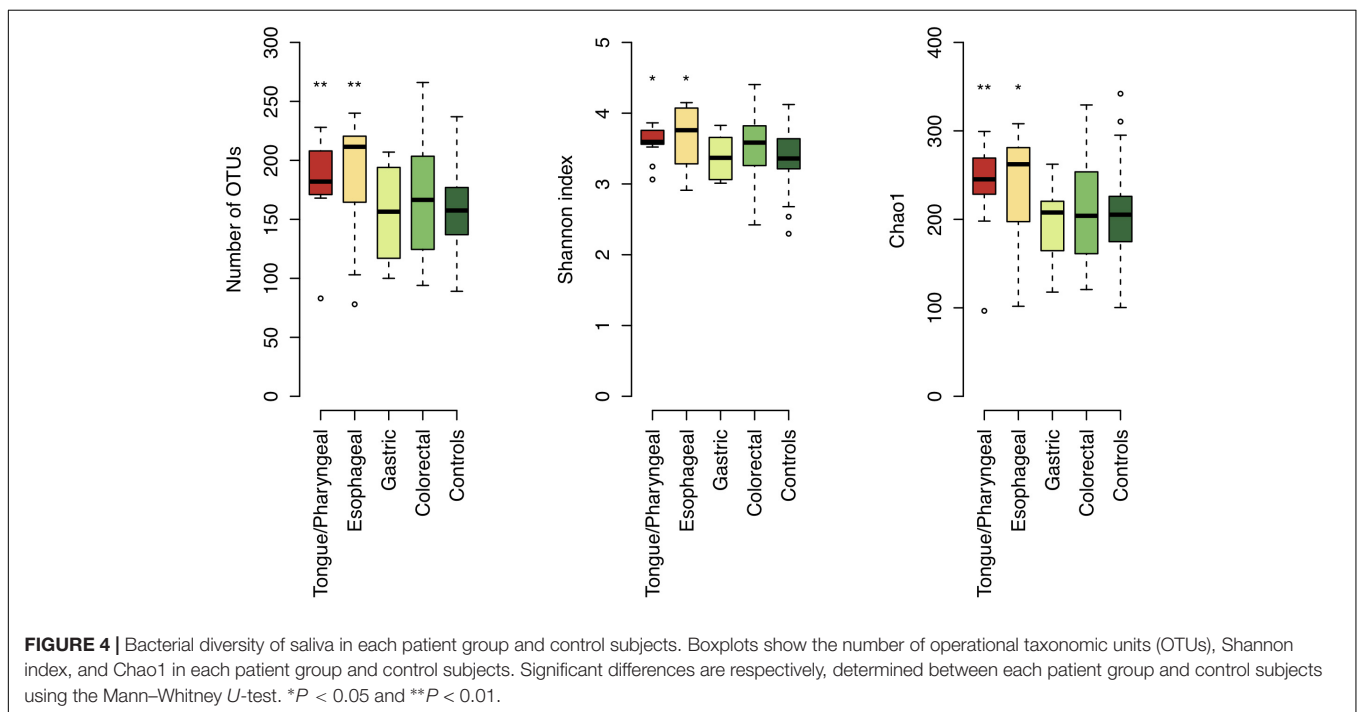 Number of OTUs
0
50
100
150
200
250
300
** **
Tongue/Pharyngeal
Esophageal
Gastric
Colorectal
Controls
Shannon index
0
1
2
3
4
5
* *
Tongue/Pharyngeal
Esophageal
Gastric
Colorectal
Controls
Chao1
0
100
200
300
400
** *
Tongue/Pharyngeal
Esophageal
Gastric
Colorectal
Controls
FIGURE 4 | Bacterial diversity of saliva in each patient group and control subjects. Boxplots show the number of operational taxonomic units (OTUs), Shannon
index, and Chao1 in each patient group and control subjects. Significant differences are respectively, determined between each patient group and control subjects
using the Mann–Whitney U-test. *P < 0.05 and **P < 0.01.